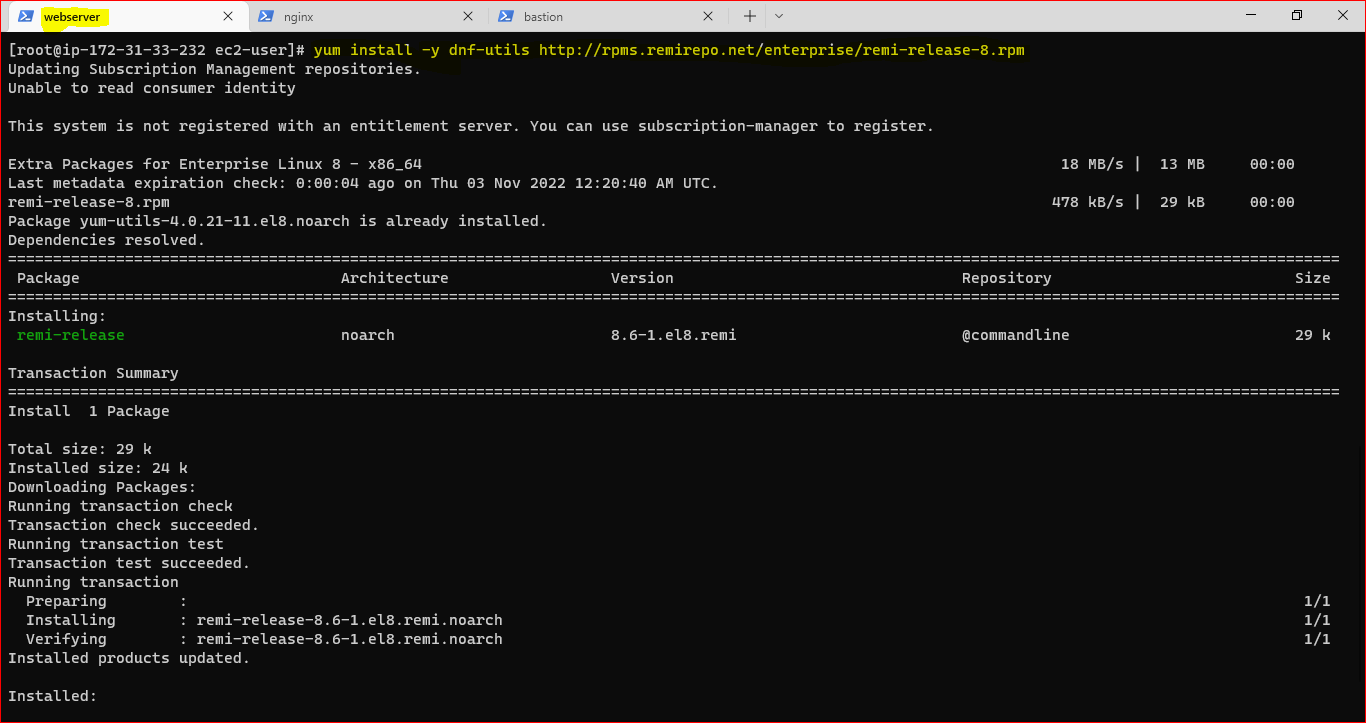 webserver nginx bastion
[root@ip-172-31-33-232 ec2-user]# yum install -y dnf-utils http://rpms.remirepo.net/enterprise/remi-release-8.rpm
Updating Subscription Management repositories.
Unable to read consumer identity
This system is not registered with an entitlement server. You can use subscription-manager to register.
Extra Packages for Enterprise Linux 8 - x86_64 18 MB/s | 13 MB 00:00
Last metadata expiration check: 0:00:04 ago on Thu 03 Nov 2022 12:20:40 AM UTC.
remi-release-8.rpm 478 kB/s | 29 kB 00:00
Package yum-utils-4.0.21-11.el8.noarch is already installed.
Dependencies resolved.
====================================================================================================================================================
Package Architecture Version Repository Size
====================================================================================================================================================
Installing:
remi-release noarch 8.6-1.el8.remi @commandline 29 k
Transaction Summary
====================================================================================================================================================
Install 1 Package
Total size: 29 k
Installed size: 24 k
Downloading Packages:
Running transaction check
Transaction check succeeded.
Running transaction test
Transaction test succeeded.
Running transaction
Preparing : 1/1
Installing : remi-release-8.6-1.el8.remi.noarch 1/1
Verifying : remi-release-8.6-1.el8.remi.noarch 1/1
Installed products updated.
Installed: